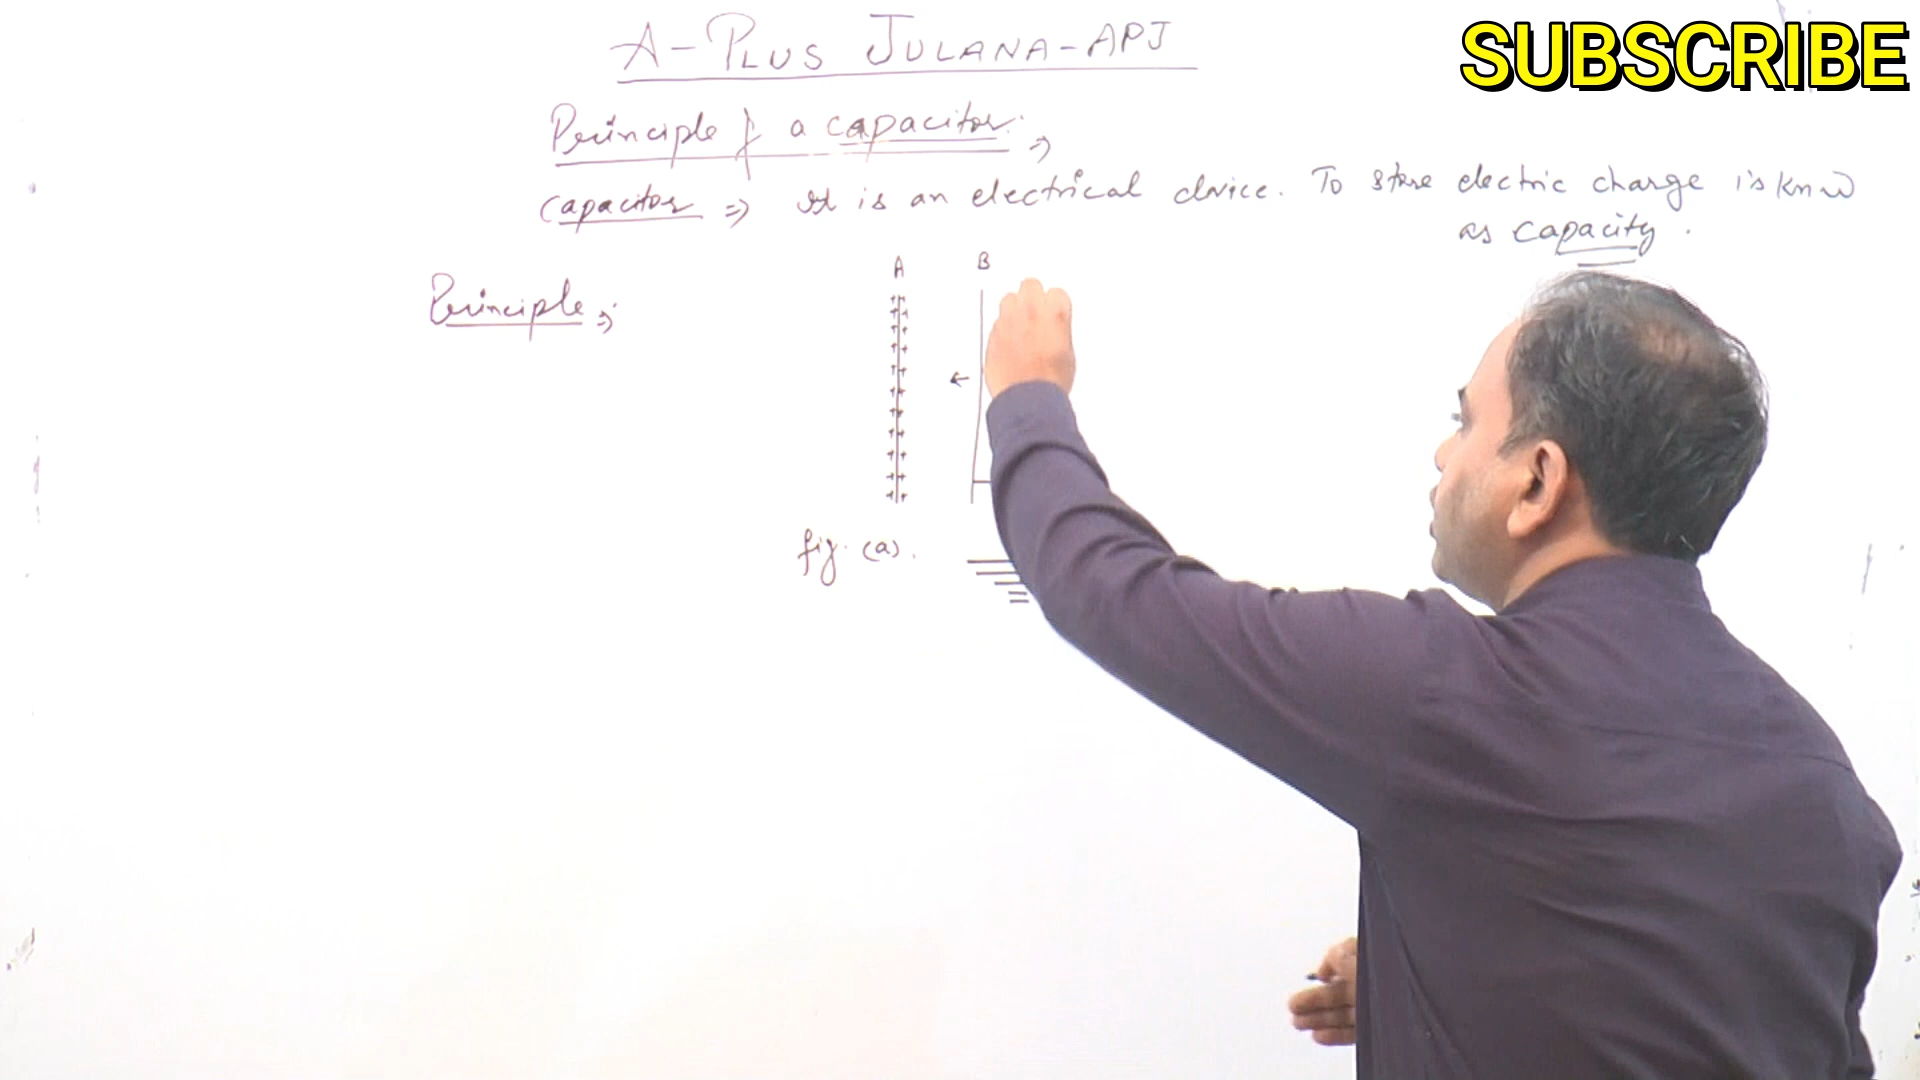 A-PLUS JULANA-APJ
SUBSCRIBE
Principle of a capacitor. ⇒
capacitor ⇒ It is an electrical device. To store electric charge is know
as capacity.
A B
Principle ⇒
fig. (a).